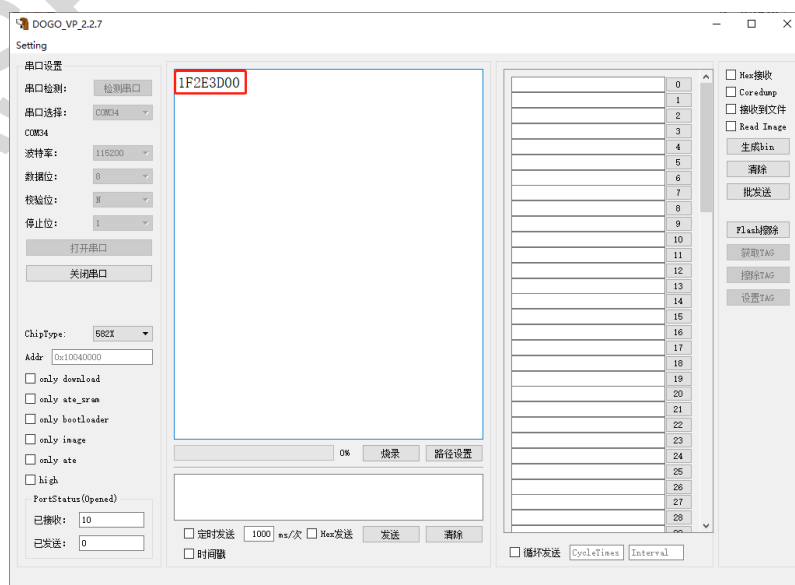 DOGO_VP_2.2.7
Setting
串口设置
串口检测: 检测串口
串口选择: COM34
COM34
波特率: 115200
数据位: 8
校验位: N
停止位: 1
打开串口
关闭串口
ChipType: 582X
Addr 0x10040000
only download
only ate_sram
only bootloader
only image
only ate
high
PortStatus(Opened)
已接收: 10
已发送: 0
1F2E3D00
0% 烧录 路径设置
定时发送 1000 ms/次 Hex发送 发送 清除
时间戳
0
1
2
3
4
5
6
7
8
9
10
11
12
13
14
15
16
17
18
19
20
21
22
23
24
25
26
27
28
循环发送 CycleTimes Interval
Hex接收
Coredump
接收到文件
Read Image
生成bin
清除
批发送
Flash擦除
获取TAG
擦除TAG
设置TAG